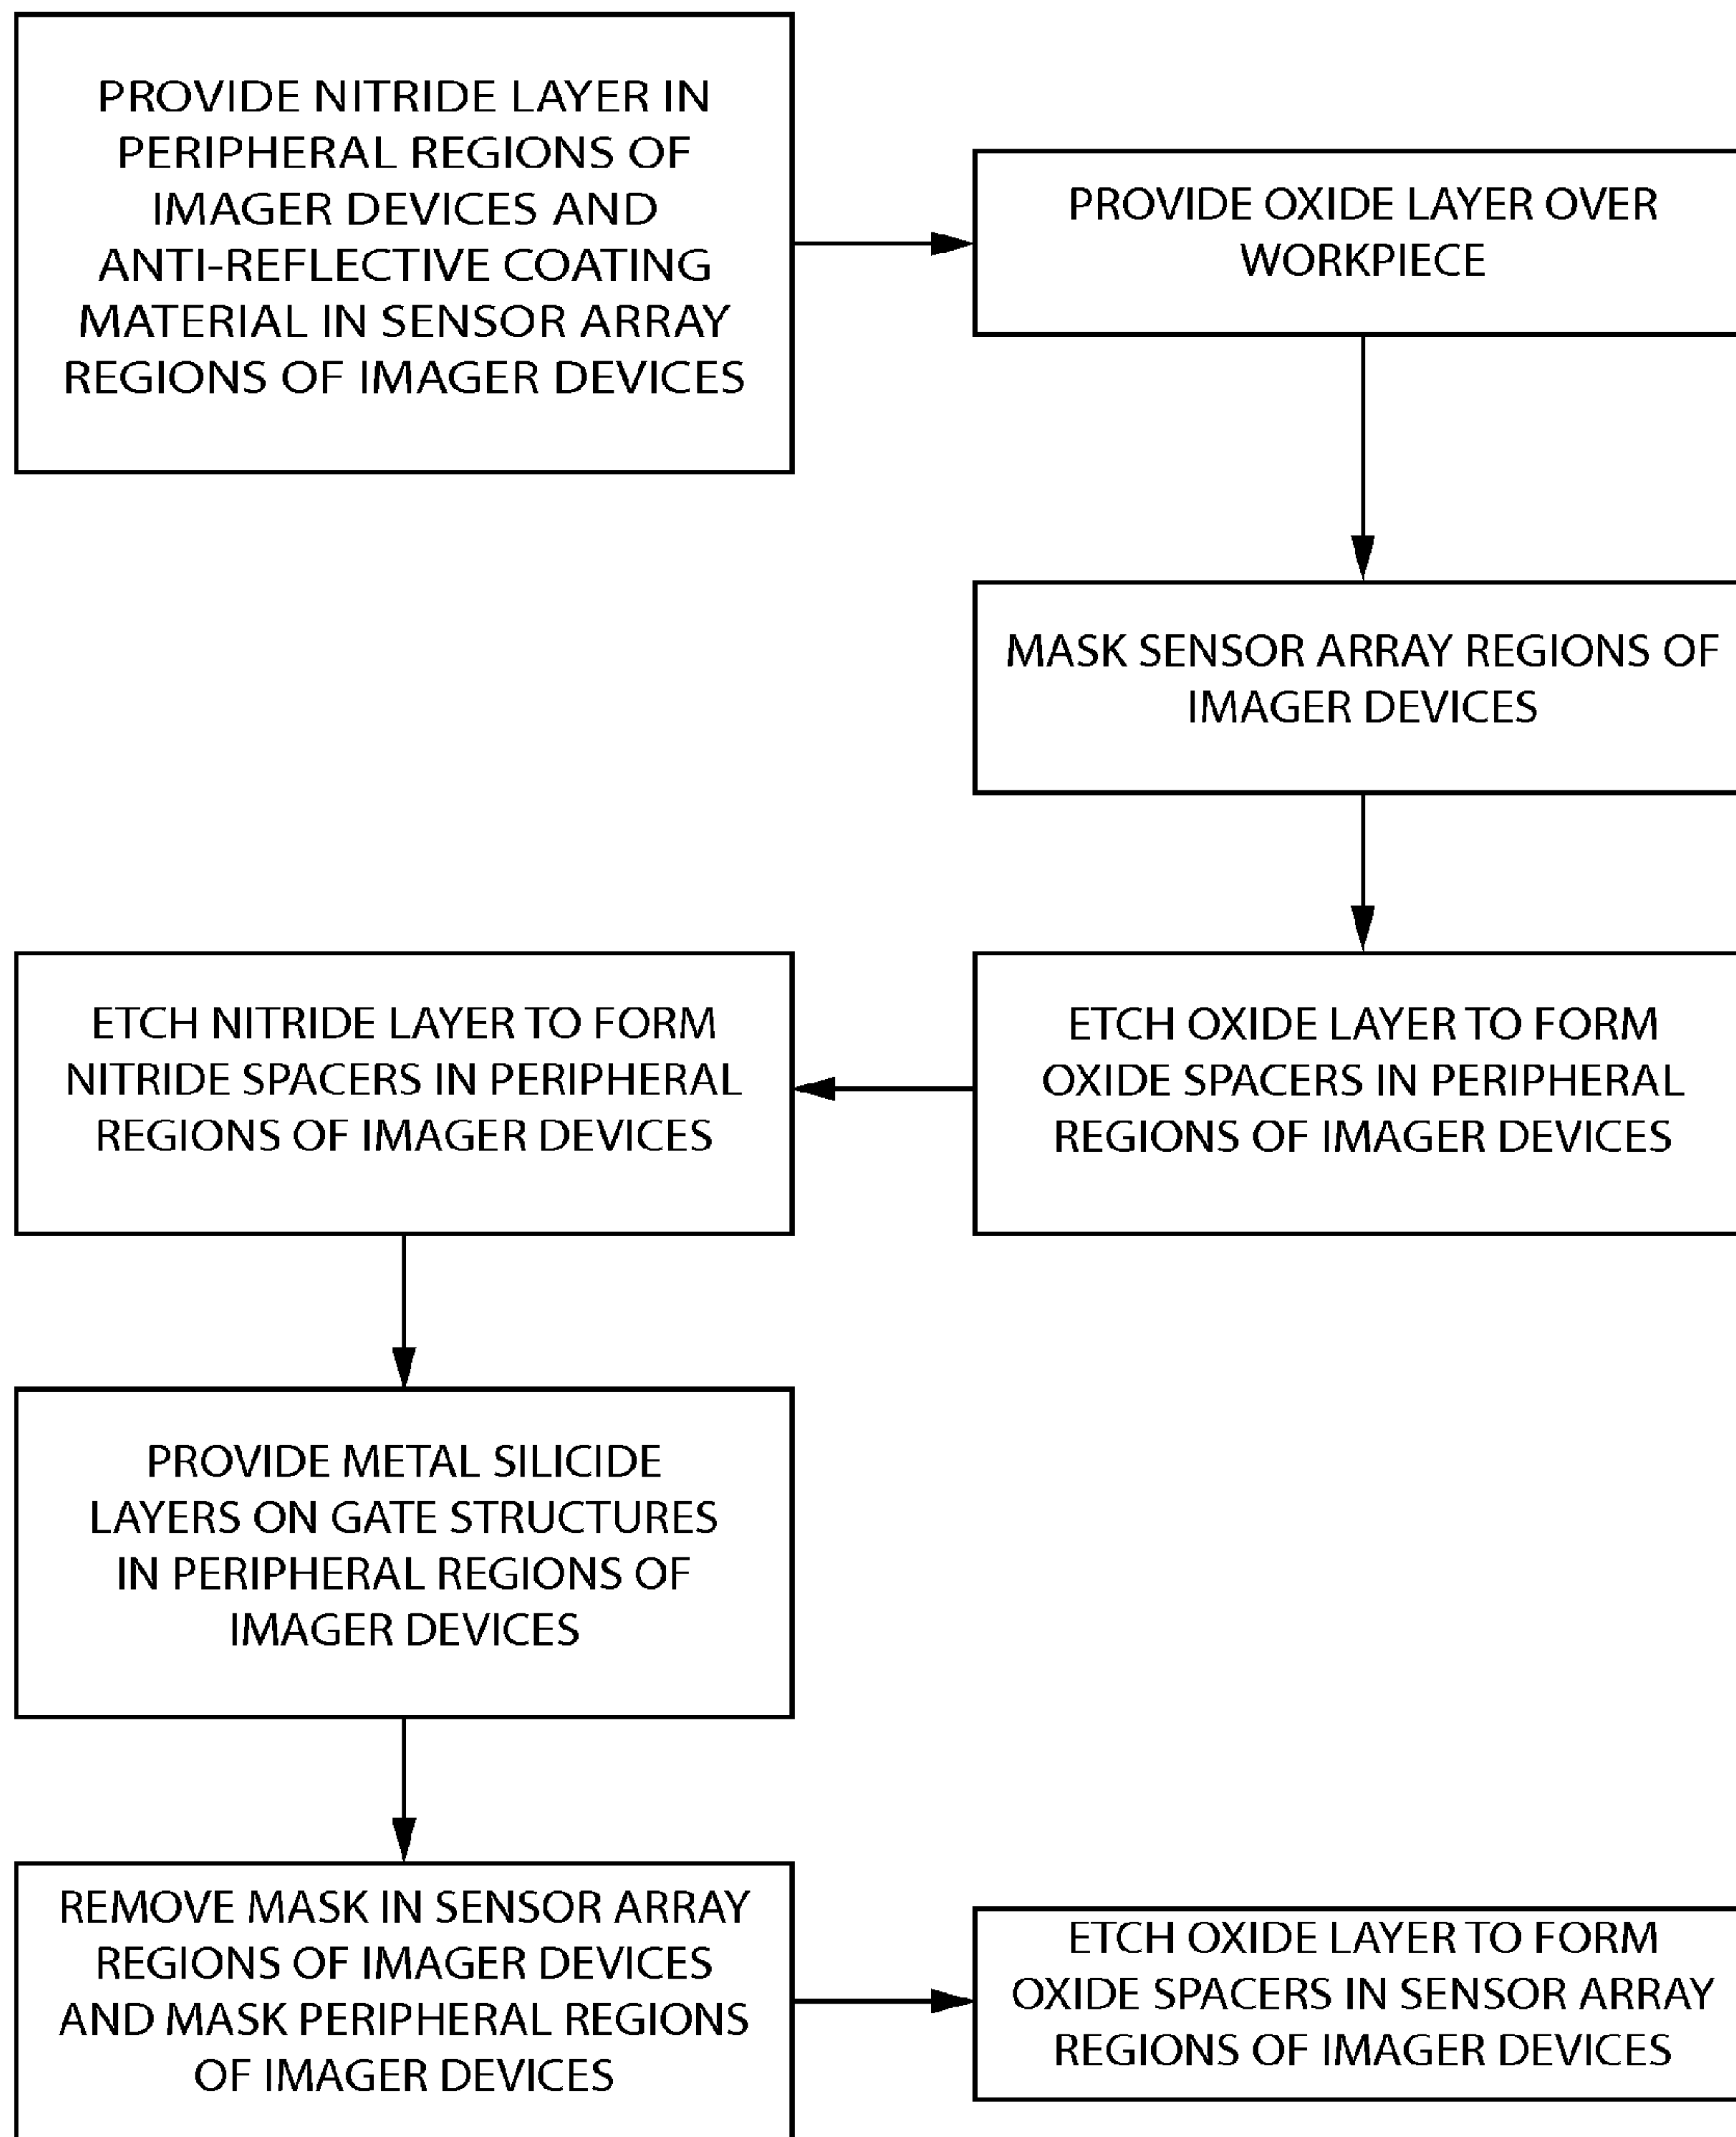 PROVIDE NITRIDE LAYER IN
PERIPHERAL REGIONS OF
IMAGER DEVICES AND
ANTI-REFLECTIVE COATING
MATERIAL IN SENSOR ARRAY
REGIONS OF IMAGER DEVICES
PROVIDE OXIDE LAYER OVER
WORKPIECE
MASK SENSOR ARRAY REGIONS OF
IMAGER DEVICES
ETCH OXIDE LAYER TO FORM
OXIDE SPACERS IN PERIPHERAL
REGIONS OF IMAGER DEVICES
ETCH NITRIDE LAYER TO FORM
NITRIDE SPACERS IN PERIPHERAL
REGIONS OF IMAGER DEVICES
PROVIDE METAL SILICIDE
LAYERS ON GATE STRUCTURES
IN PERIPHERAL REGIONS OF
IMAGER DEVICES
REMOVE MASK IN SENSOR ARRAY
REGIONS OF IMAGER DEVICES
AND MASK PERIPHERAL REGIONS
OF IMAGER DEVICES
ETCH OXIDE LAYER TO FORM
OXIDE SPACERS IN SENSOR ARRAY
REGIONS OF IMAGER DEVICES